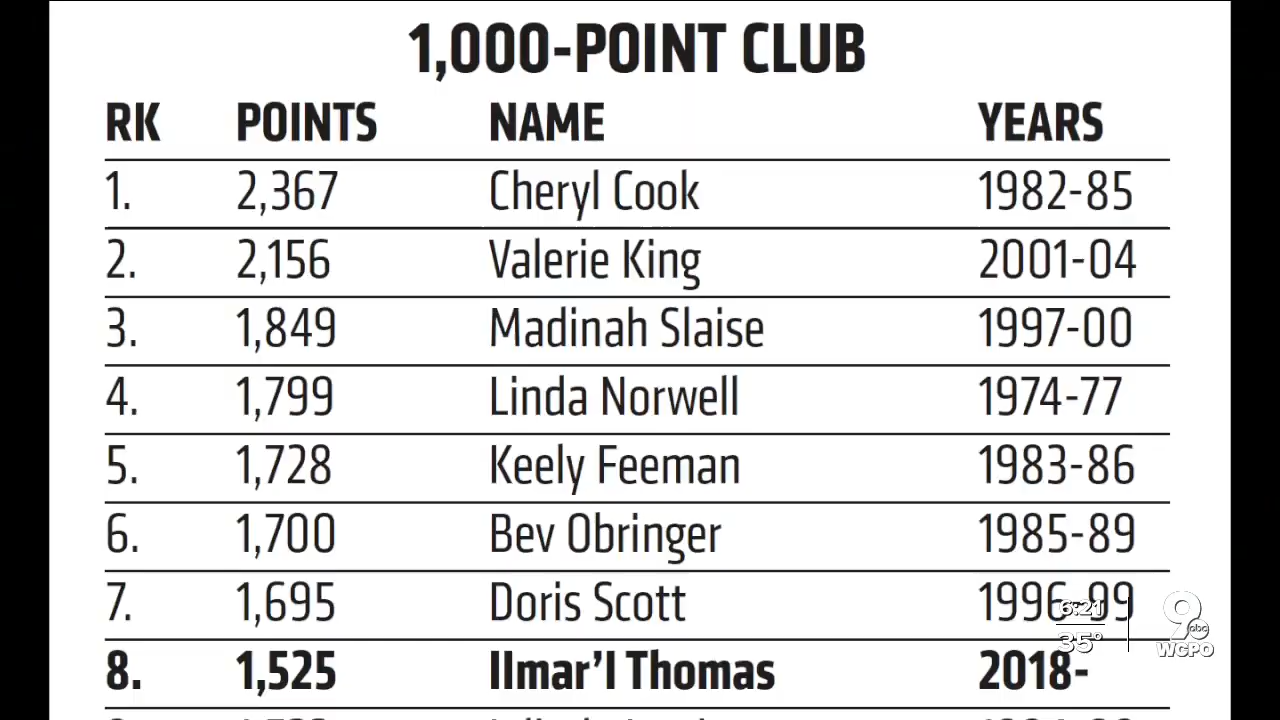 1,000-POINT CLUB
RK POINTS NAME YEARS
1. 2,367 Cheryl Cook 1982-85
2. 2,156 Valerie King 2001-04
3. 1,849 Madinah Slaise 1997-00
4. 1,799 Linda Norwell 1974-77
5. 1,728 Keely Feeman 1983-86
6. 1,700 Bev Obringer 1985-89
7. 1,695 Doris Scott 1996-99
6:21
35°
9 abc
WCPO
8. 1,525 IImar’I Thomas 2018-